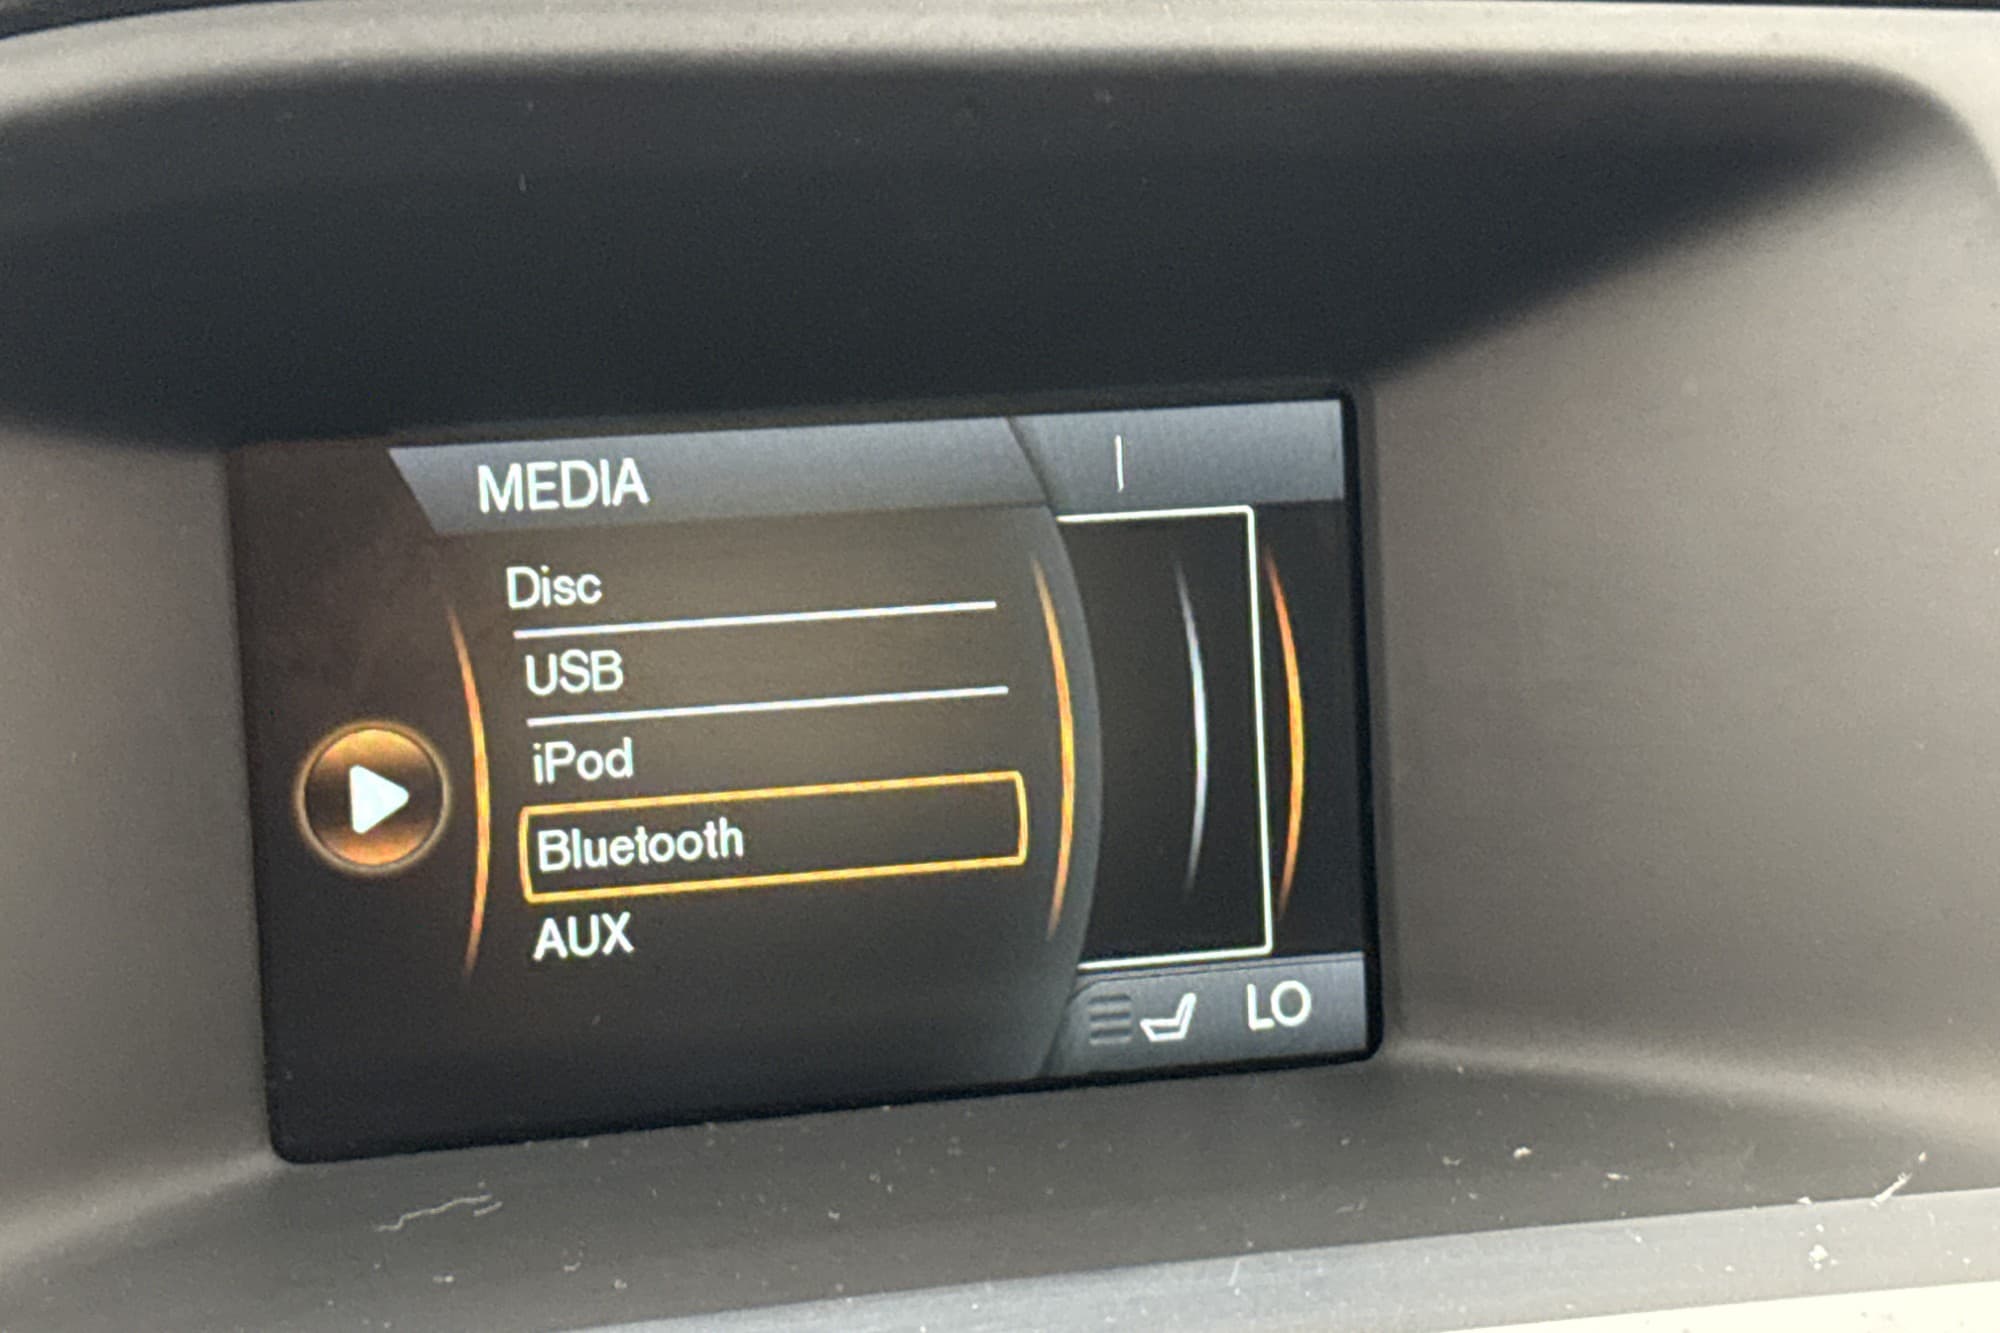 MEDIA
Disc
USB
iPod
Bluetooth
AUX
LO